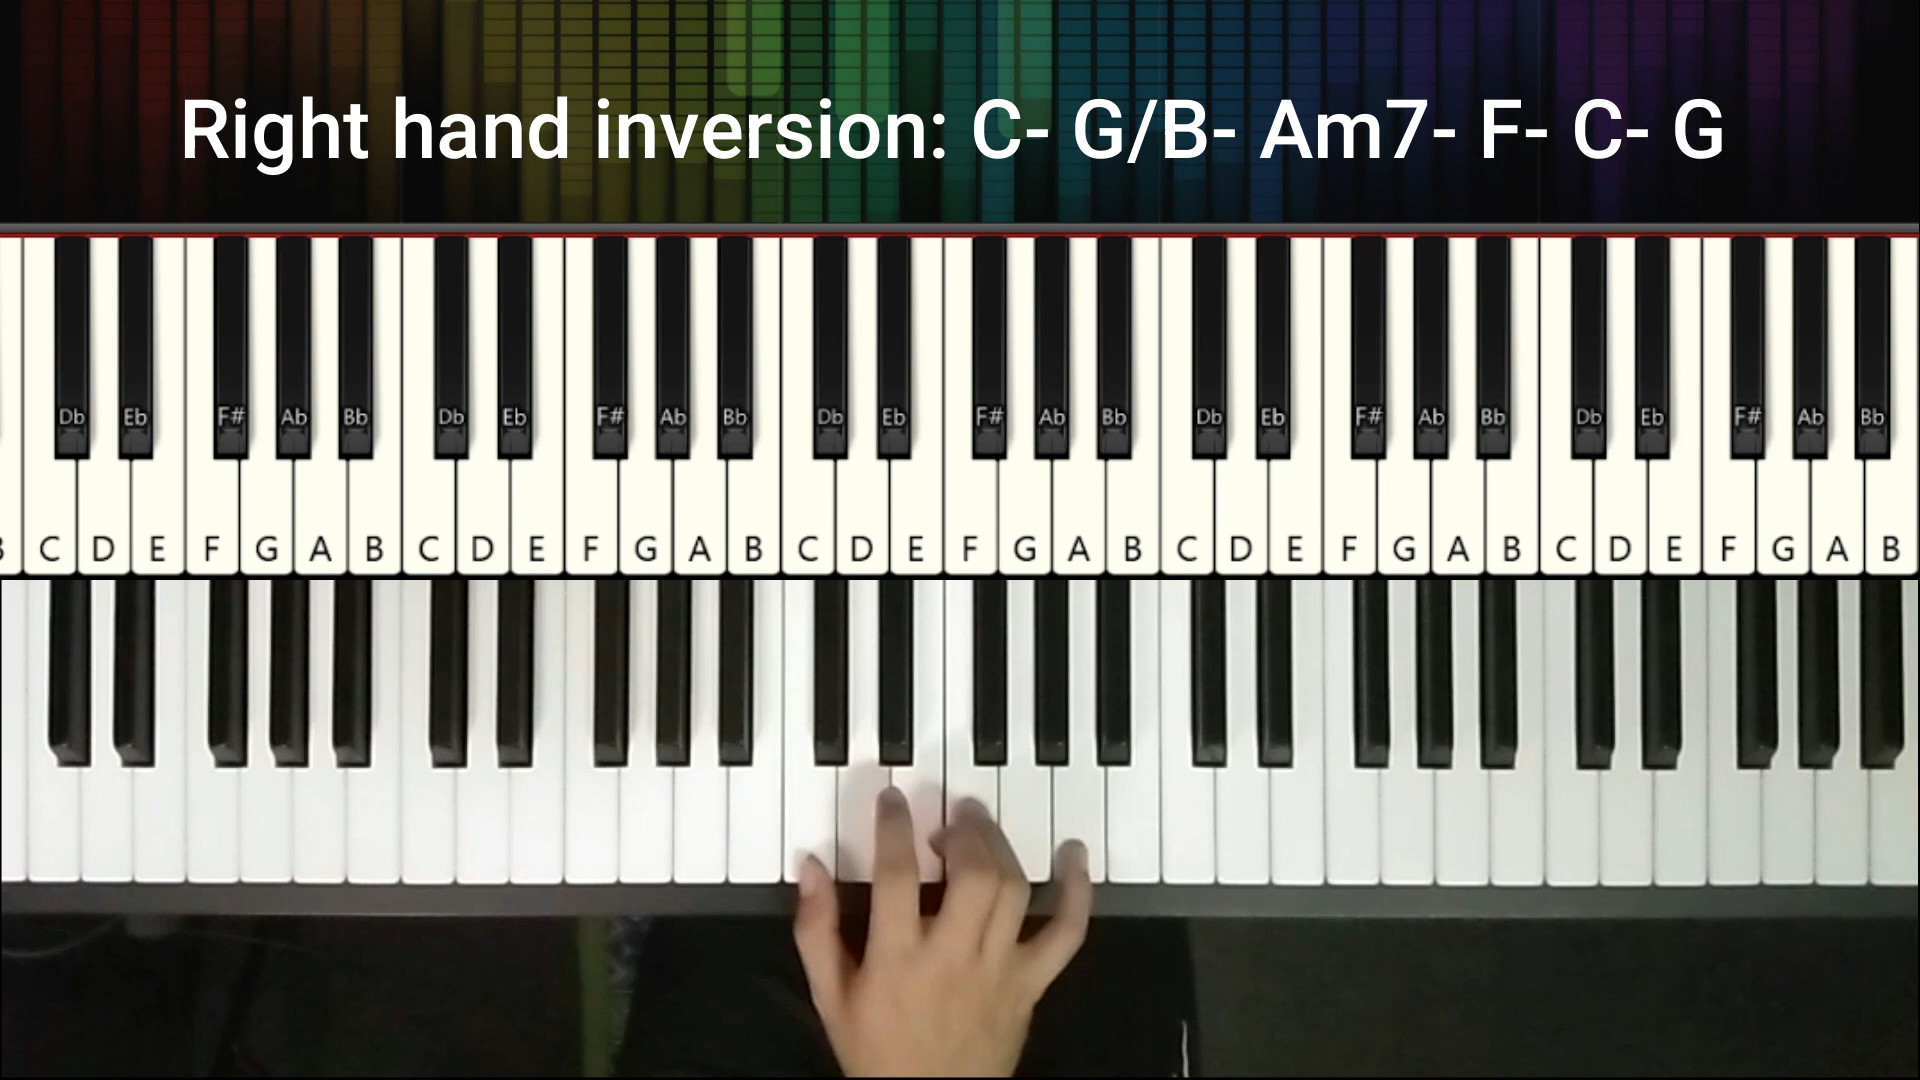 Right hand inversion: C- G/B- Am7- F- C- G
Db Eb F# Ab Bb Db Eb F# Ab Bb Db Eb F# Ab Bb Db Eb F# Ab Bb Db Eb F# Ab Bb
B C D E F G A B C D E F G A B C D E F G A B C D E F G A B C D E F G A B